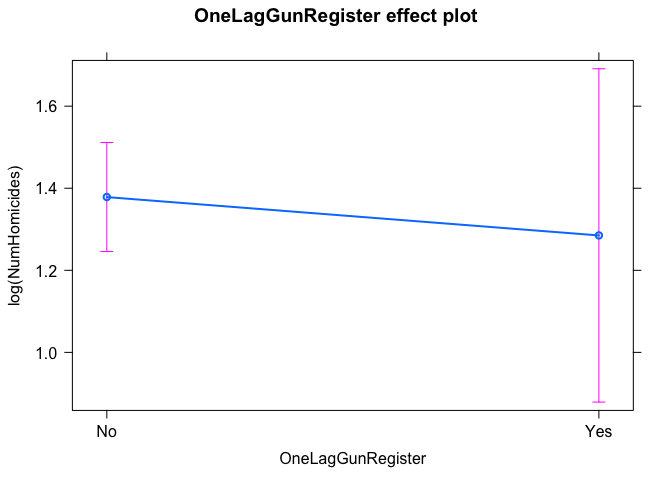 OneLagGunRegister effect plot
log(NumHomicides)
1.6
1.4
1.2
1.0
No
Yes
OneLagGunRegister